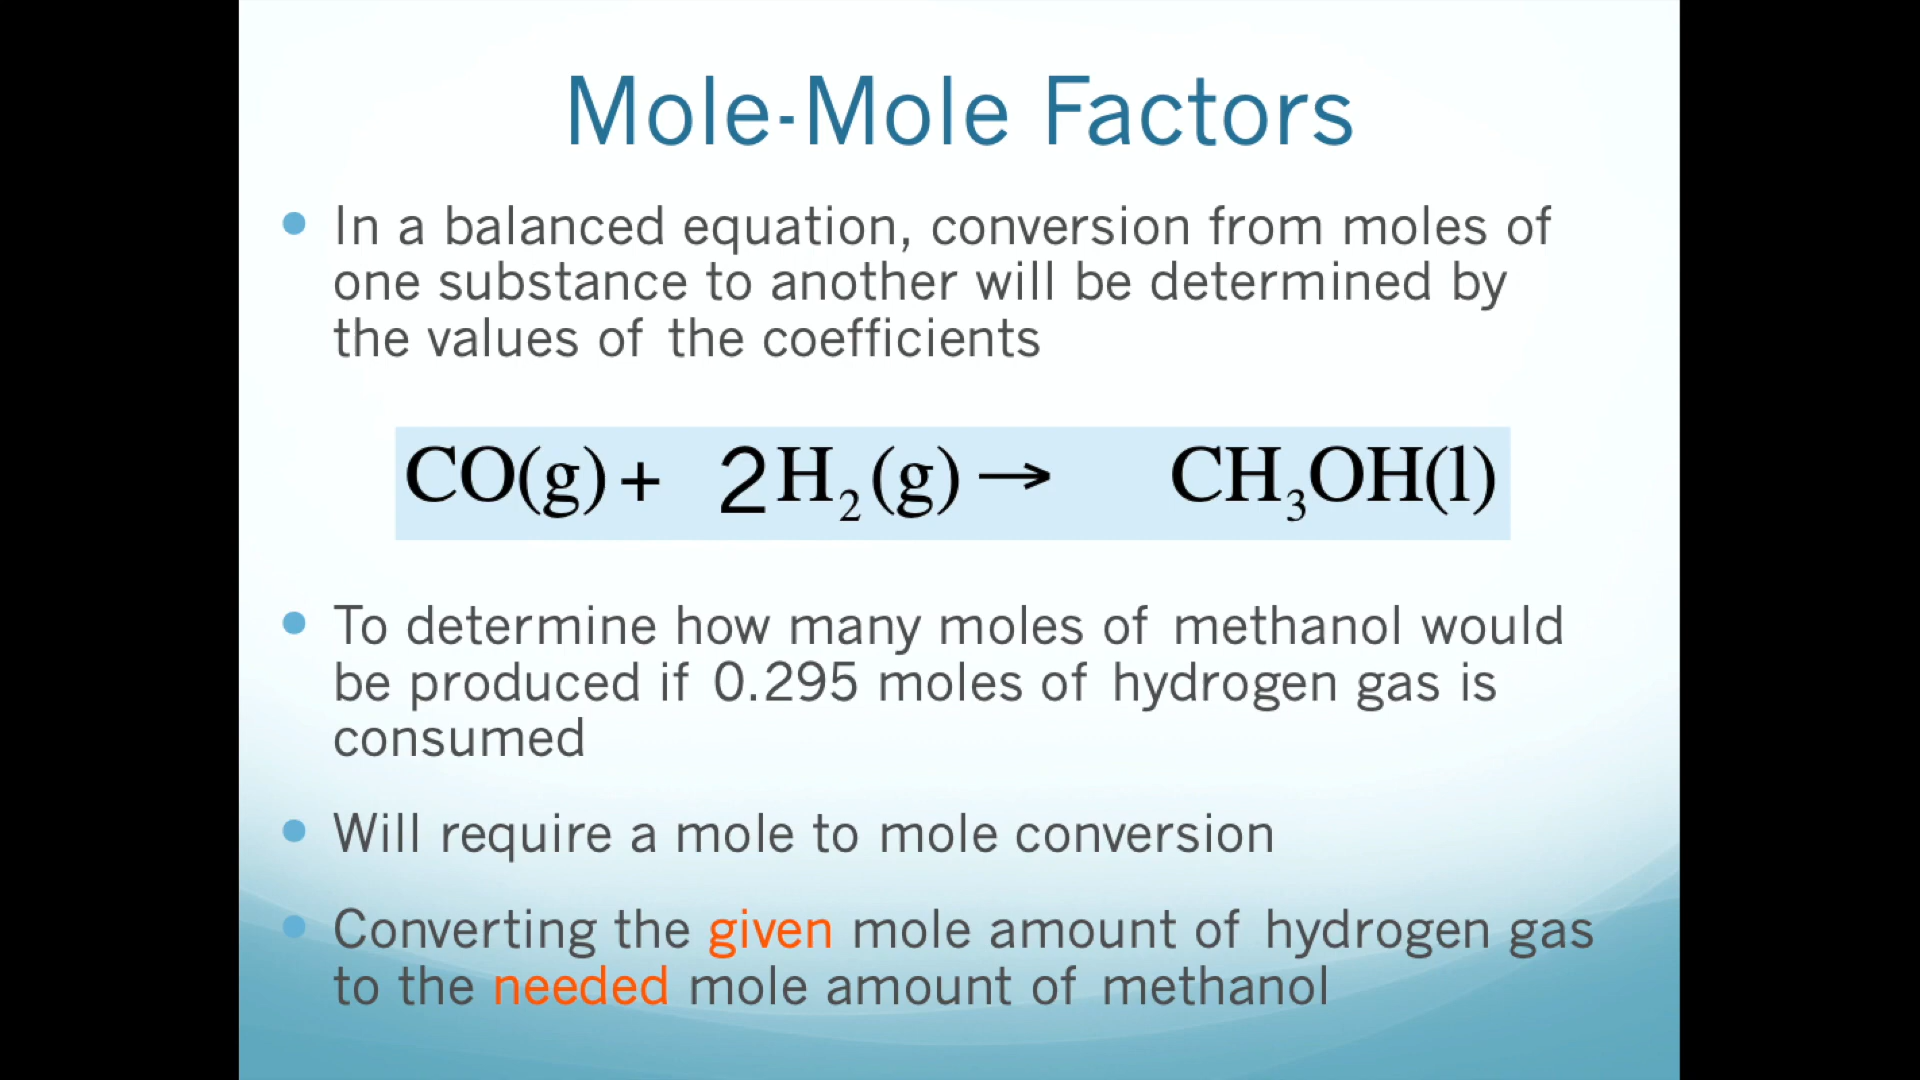 Mole-Mole Factors
• In a balanced equation, conversion from moles of
one substance to another will be determined by
the values of the coefficients
CO(g) + 2H₂(g) → CH₃OH(l)
• To determine how many moles of methanol would
be produced if 0.295 moles of hydrogen gas is
consumed
• Will require a mole to mole conversion
• Converting the given mole amount of hydrogen gas
to the needed mole amount of methanol